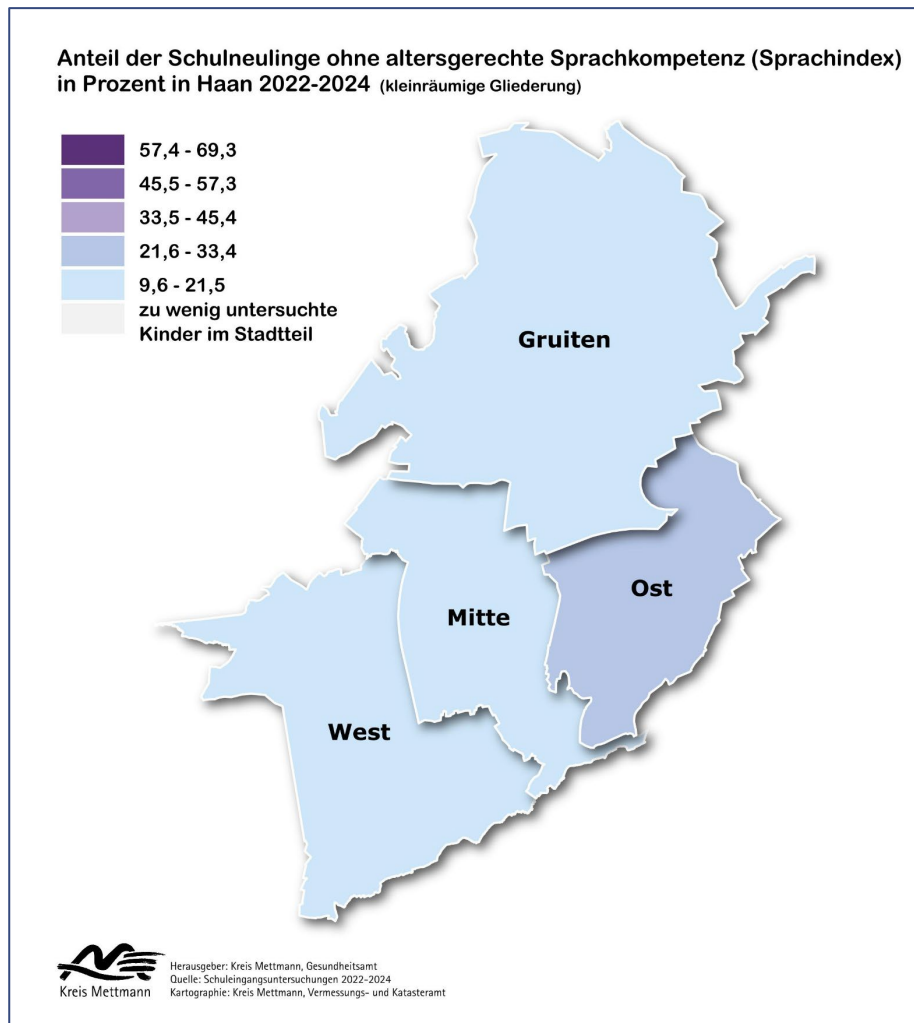 Anteil der Schulneulinge ohne altersgerechte Sprachkompetenz (Sprachindex)
in Prozent in Haan 2022-2024 (kleinräumige Gliederung)
57,4 - 69,3
45,5 - 57,3
33,5 - 45,4
21,6 - 33,4
9,6 - 21,5
zu wenig untersuchte
Kinder im Stadtteil
Gruiten
Ost
Mitte
West
Kreis Mettmann
Herausgeber: Kreis Mettmann, Gesundheitsamt
Quelle: Schuleingangsuntersuchungen 2022-2024
Kartographie: Kreis Mettmann, Vermessungs- und Katasteramt